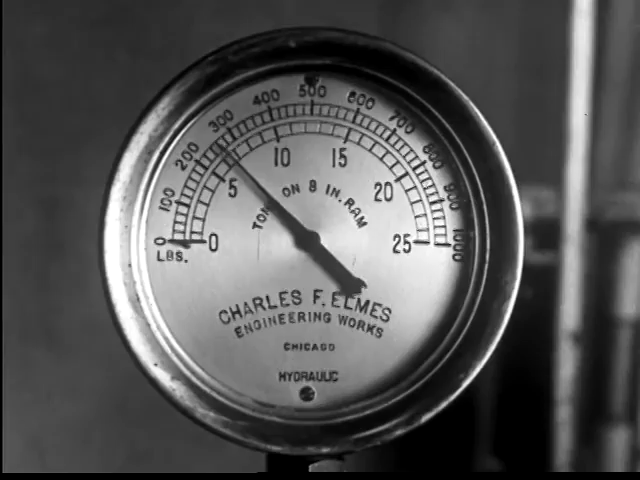 0 100 200 300 400 500 600 700 800 900 1000
LBS.
0 5 10 15 20 25
ON 8 IN. RAM
CHARLES F. ELMES
ENGINEERING WORKS
CHICAGO
HYDRAULIC